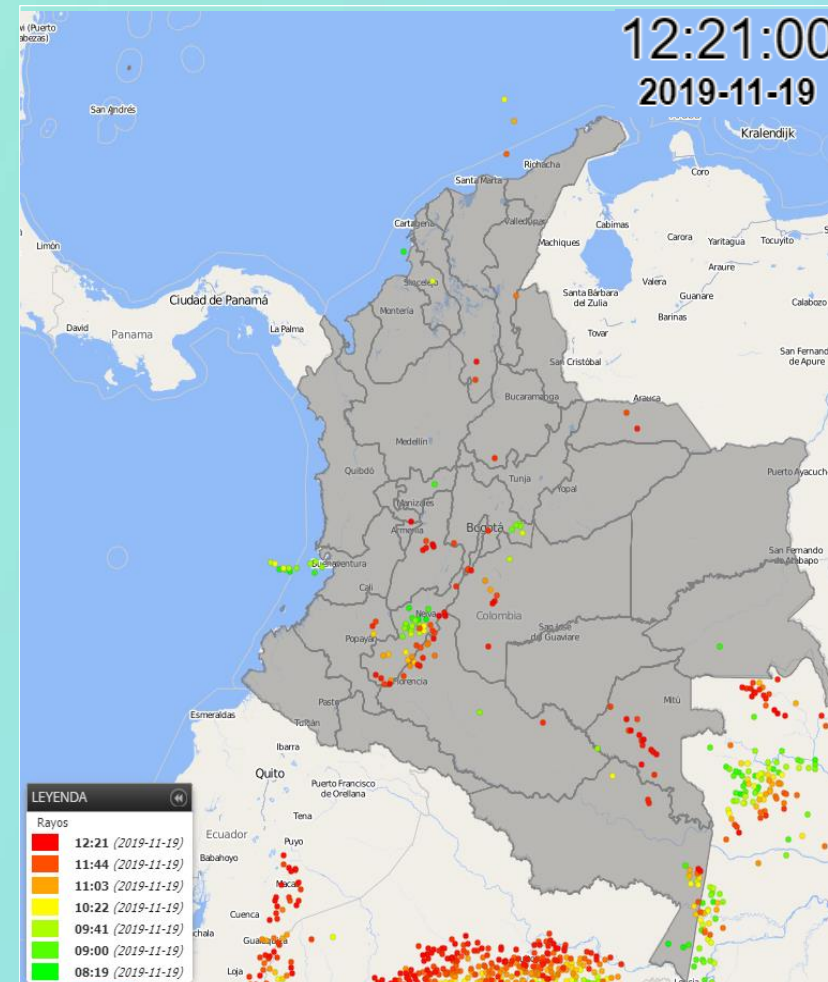 12:21:00
2019-11-19
vi (Puerto
abezas)
San Andrés
Kralendijk
Riohacha
Coro
Santa Marta
Cartagena
Valledupar
Cabimas
Limón
Machiques
Carora
Yaritagua
Tocuyito
Araure
Sincelejo
Valera
Ciudad de Panamá
Santa Bárbara
del Zulia
Guanare
Calabozo
Montería
Barinas
David
Panama
La Palma
Tovar
San Cristóbal
San Fernand
de Apure
Bucaramanga
Arauca
Medellín
Quibdó
Tunja
Puerto Ayacuch
Yopal
Manizales
Armenia
Bogotá
San Fernando
de Atabapo
Buenaventura
Cali
Neiva
Colombia
Popayán
San José
del Guaviare
Florencia
Mitú
Pasto
Esmeraldas
Tulcán
Ibarra
Quito
Puerto Francisco
de Orellana
LEYENDA
Rayos
12:21 (2019-11-19)
11:44 (2019-11-19)
11:03 (2019-11-19)
10:22 (2019-11-19)
09:41 (2019-11-19)
09:00 (2019-11-19)
08:19 (2019-11-19)
Tena
Ecuador
Puyo
Babahoyo
Macas
Cuenca
chala
Loja